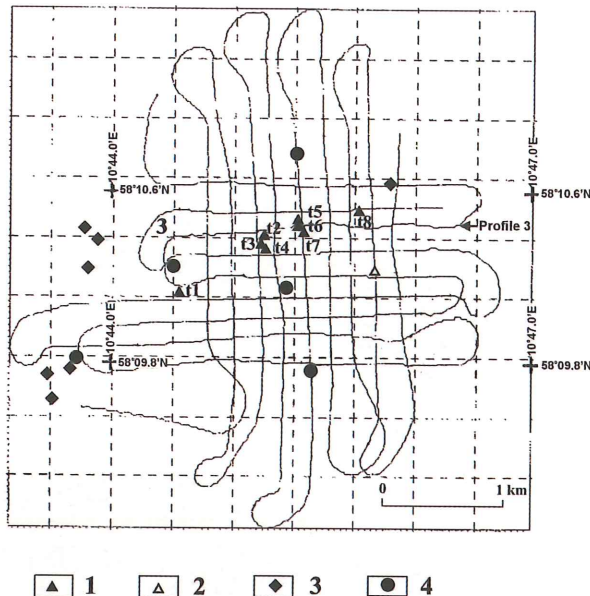 10°44.0'E
10°47.0'E
58°10.6'N
58°10.6'N
3
t5
t8
t2
t6
Profile 3
t3
t4
t7
t1
10°44.0'E
10°47.0'E
58°09.8'N
58°09.8'N
0 1 km
1 2 3 4